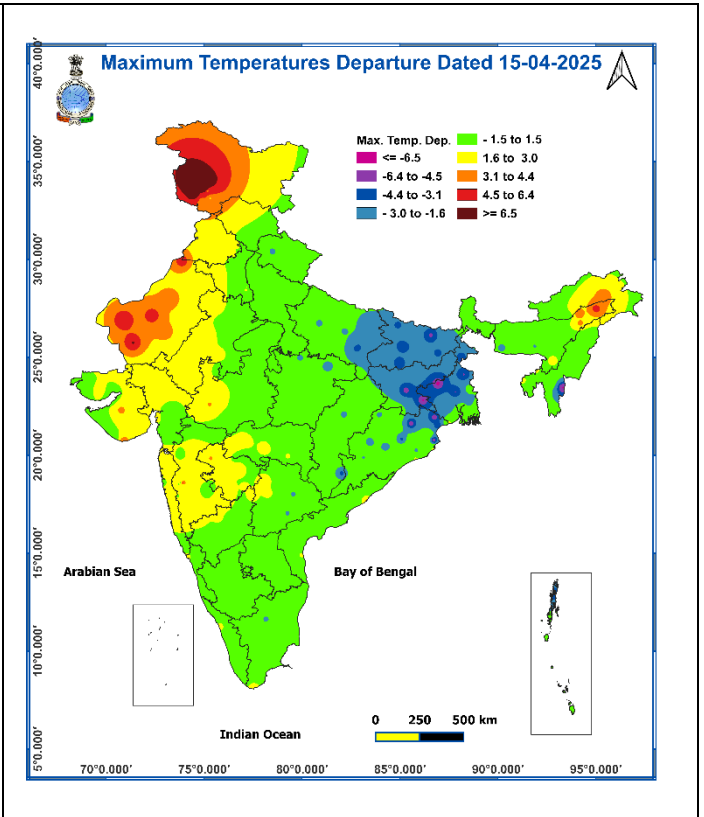 Maximum Temperatures Departure Dated 15-04-2025
Max. Temp. Dep.
<= -6.5
-6.4 to -4.5
-4.4 to -3.1
- 3.0 to -1.6
- 1.5 to 1.5
1.6 to 3.0
3.1 to 4.4
4.5 to 6.4
>= 6.5
40°0.000'
35°0.000'
30°0.000'
25°0.000'
20°0.000'
15°0.000'
10°0.000'
5°0.000'
Arabian Sea
Bay of Bengal
Indian Ocean
0 250 500 km
70°0.000' 75°0.000' 80°0.000' 85°0.000' 90°0.000' 95°0.000'